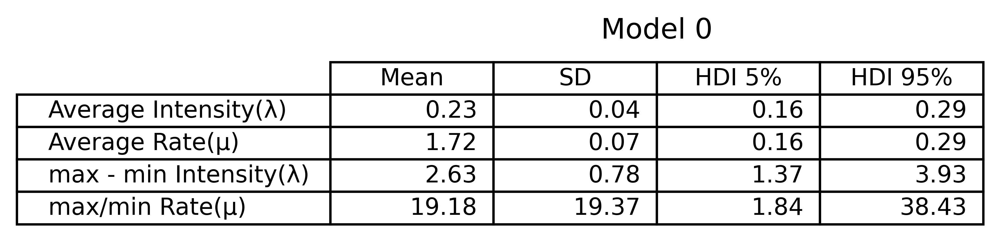 Model 0
Mean SD HDI 5% HDI 95%
Average Intensity(λ) 0.23 0.04 0.16 0.29
Average Rate(μ) 1.72 0.07 0.16 0.29
max - min Intensity(λ) 2.63 0.78 1.37 3.93
max/min Rate(μ) 19.18 19.37 1.84 38.43